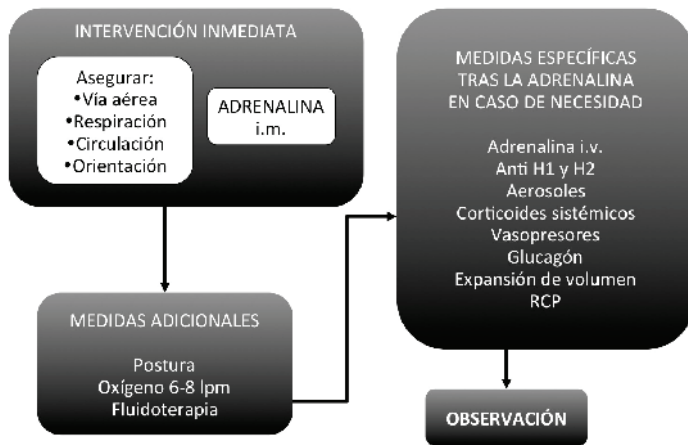 INTERVENCIÓN INMEDIATA
Asegurar:
•Vía aérea
•Respiración
•Circulación
•Orientación
ADRENALINA
i.m.
MEDIDAS ADICIONALES
Postura
Oxígeno 6-8 lpm
Fluidoterapia
MEDIDAS ESPECÍFICAS
TRAS LA ADRENALINA
EN CASO DE NECESIDAD
Adrenalina i.v.
Anti H1 y H2
Aerosoles
Corticoides sistémicos
Vasopresores
Glucagón
Expansión de volumen
RCP
OBSERVACIÓN